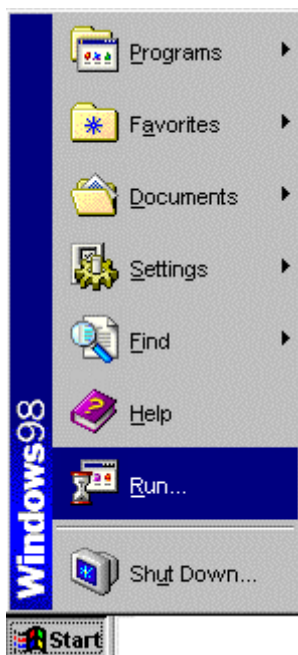 Programs
Favorites
Documents
Settings
Find
Help
Run...
Shut Down...
Windows98
Start